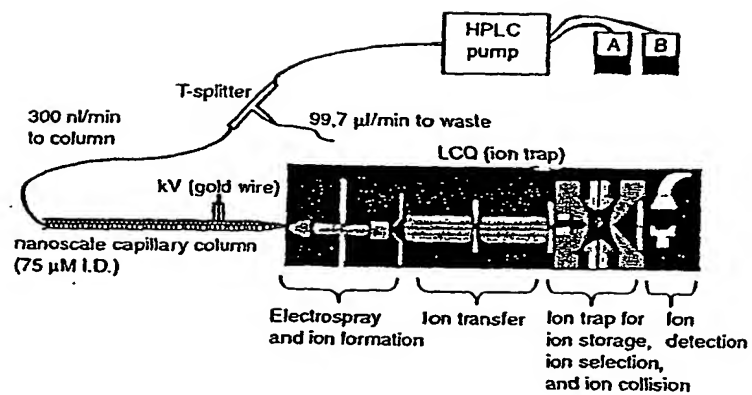 HPLC
pump
A
B
T-splitter
300 nl/min
to column
99.7 µl/min to waste
LCQ (ion trap)
kV (gold wire)
nanoscale capillary column
(75 µM I.D.)
Electrospray
and ion formation
Ion transfer
Ion trap for
ion storage,
ion selection,
and ion collision
Ion
detection